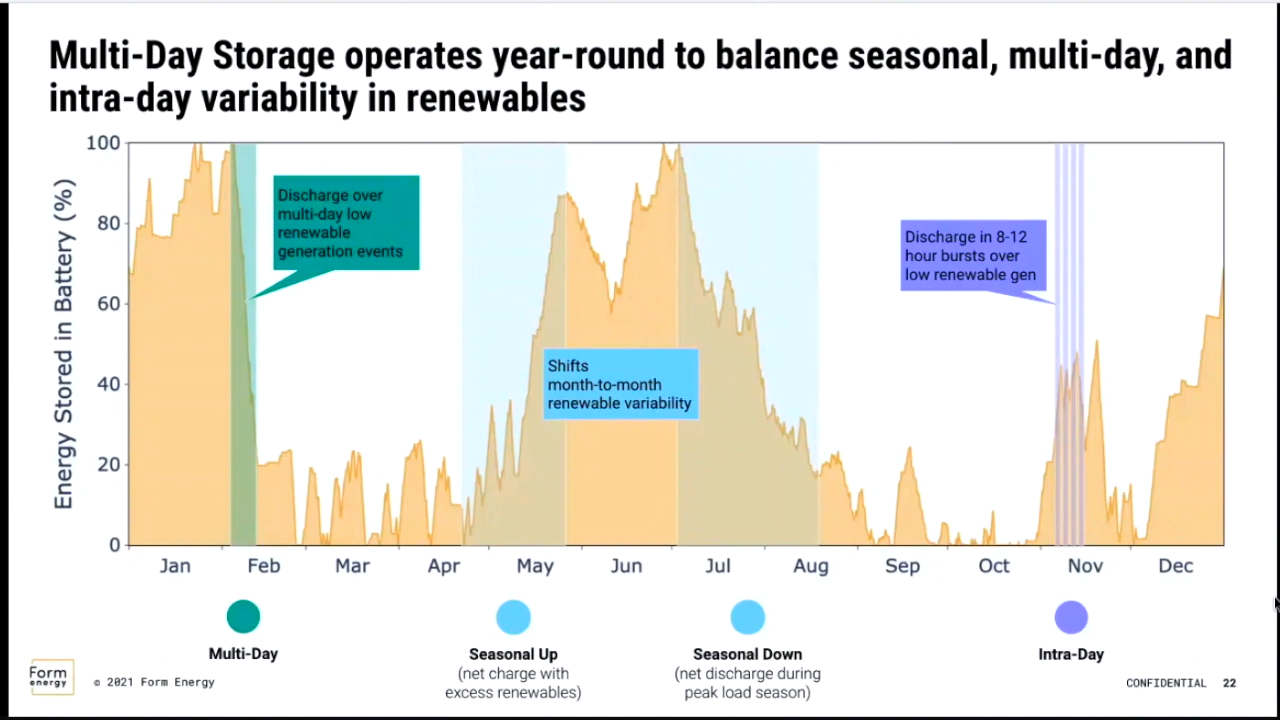 Multi-Day Storage operates year-round to balance seasonal, multi-day, and
intra-day variability in renewables
Energy Stored in Battery (%)
100
80
60
40
20
0
Discharge over
multi-day low
renewable
generation events
Shifts
month-to-month
renewable variability
Discharge in 8-12
hour bursts over
low renewable gen
Jan Feb Mar Apr May Jun Jul Aug Sep Oct Nov Dec
Multi-Day
Seasonal Up
(net charge with
excess renewables)
Seasonal Down
(net discharge during
peak load season)
Intra-Day
Form
energy
© 2021 Form Energy
CONFIDENTIAL 22